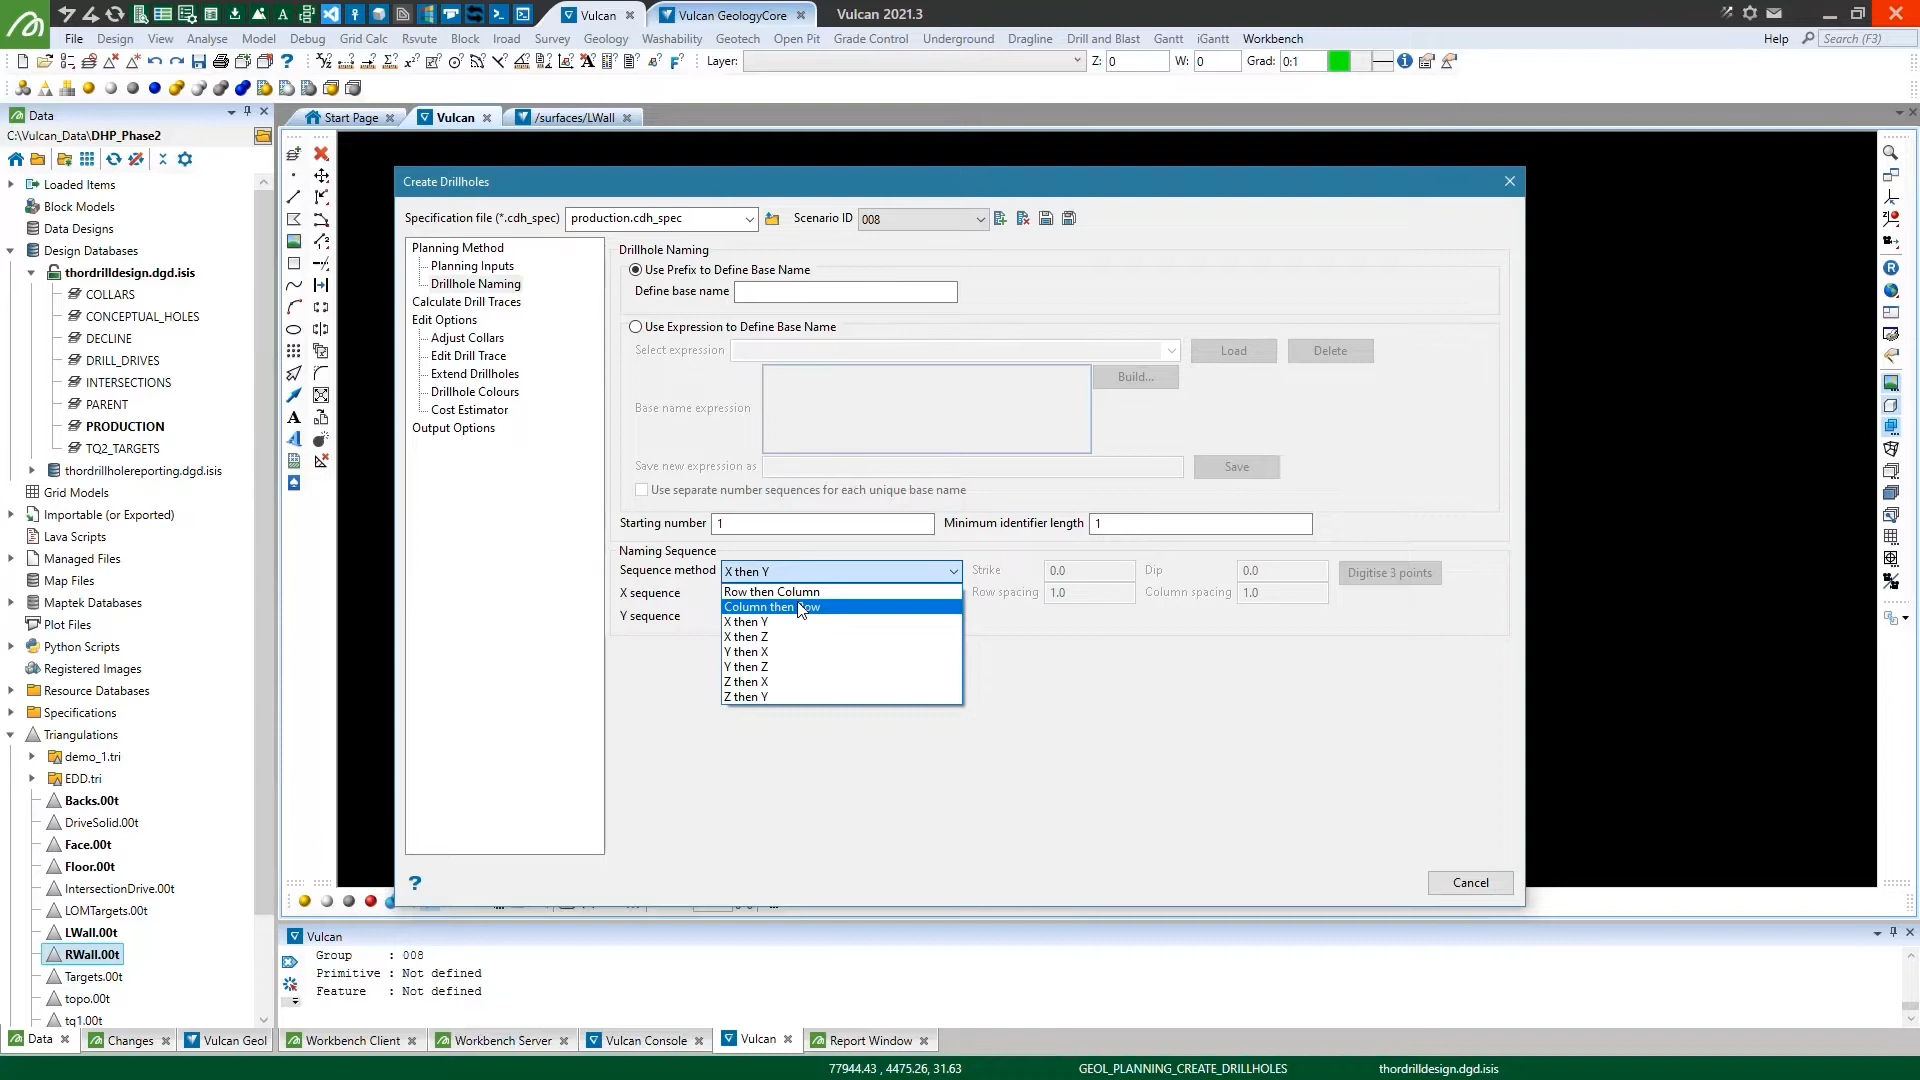 Vulcan
Vulcan GeologyCore
Vulcan 2021.3
File Design View Analyse Model Debug Grid Calc Rsvute Block Iroad Survey Geology Washability Geotech Open Pit Grade Control Underground Dragline Drill and Blast Gantt iGantt Workbench
Help Search (F3)
Layer: Z: 0 W: 0 Grad: 0:1
Data
C:\Vulcan_Data\DHP_Phase2
Start Page Vulcan /surfaces/LWall
Loaded Items
Block Models
Data Designs
Design Databases
thordrilldesign.dgd.isis
COLLARS
CONCEPTUAL_HOLES
DECLINE
DRILL_DRIVES
INTERSECTIONS
PARENT
PRODUCTION
TQ2_TARGETS
thordrillholereporting.dgd.isis
Grid Models
Importable (or Exported)
Lava Scripts
Managed Files
Map Files
Maptek Databases
Plot Files
Python Scripts
Registered Images
Resource Databases
Specifications
Triangulations
demo_1.tri
EDD.tri
Backs.00t
DriveSolid.00t
Face.00t
Floor.00t
IntersectionDrive.00t
LOMTargets.00t
LWall.00t
RWall.00t
Targets.00t
topo.00t
tq1.00t
Create Drillholes
Specification file (*.cdh_spec) production.cdh_spec Scenario ID 008
Planning Method
Planning Inputs
Drillhole Naming
Calculate Drill Traces
Edit Options
Adjust Collars
Edit Drill Trace
Extend Drillholes
Drillhole Colours
Cost Estimator
Output Options
Drillhole Naming
Use Prefix to Define Base Name
Define base name
Use Expression to Define Base Name
Select expression Load Delete
Build...
Base name expression
Save new expression as Save
Use separate number sequences for each unique base name
Starting number 1 Minimum identifier length 1
Naming Sequence
Sequence method X then Y Strike 0.0 Dip 0.0 Digitise 3 points
X sequence Row spacing 1.0 Column spacing 1.0
Y sequence
Row then Column
Column then Row
X then Y
X then Z
Y then X
Y then Z
Z then X
Z then Y
? Cancel
Vulcan
Group : 008
Primitive : Not defined
Feature : Not defined
Data Changes Vulcan Geol Workbench Client Workbench Server Vulcan Console Vulcan Report Window
77944.43 , 4475.26, 31.63 GEOL_PLANNING_CREATE_DRILLHOLES thordrilldesign.dgd.isis